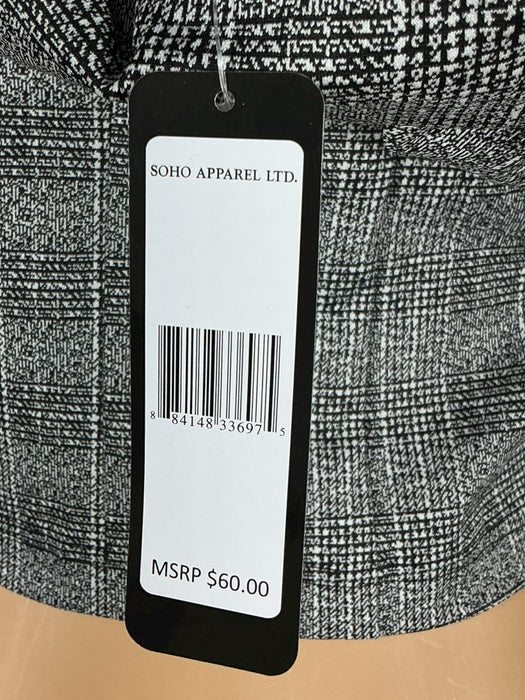 SOHO APPAREL LTD.
8 84148 33697 5
MSRP $60.00